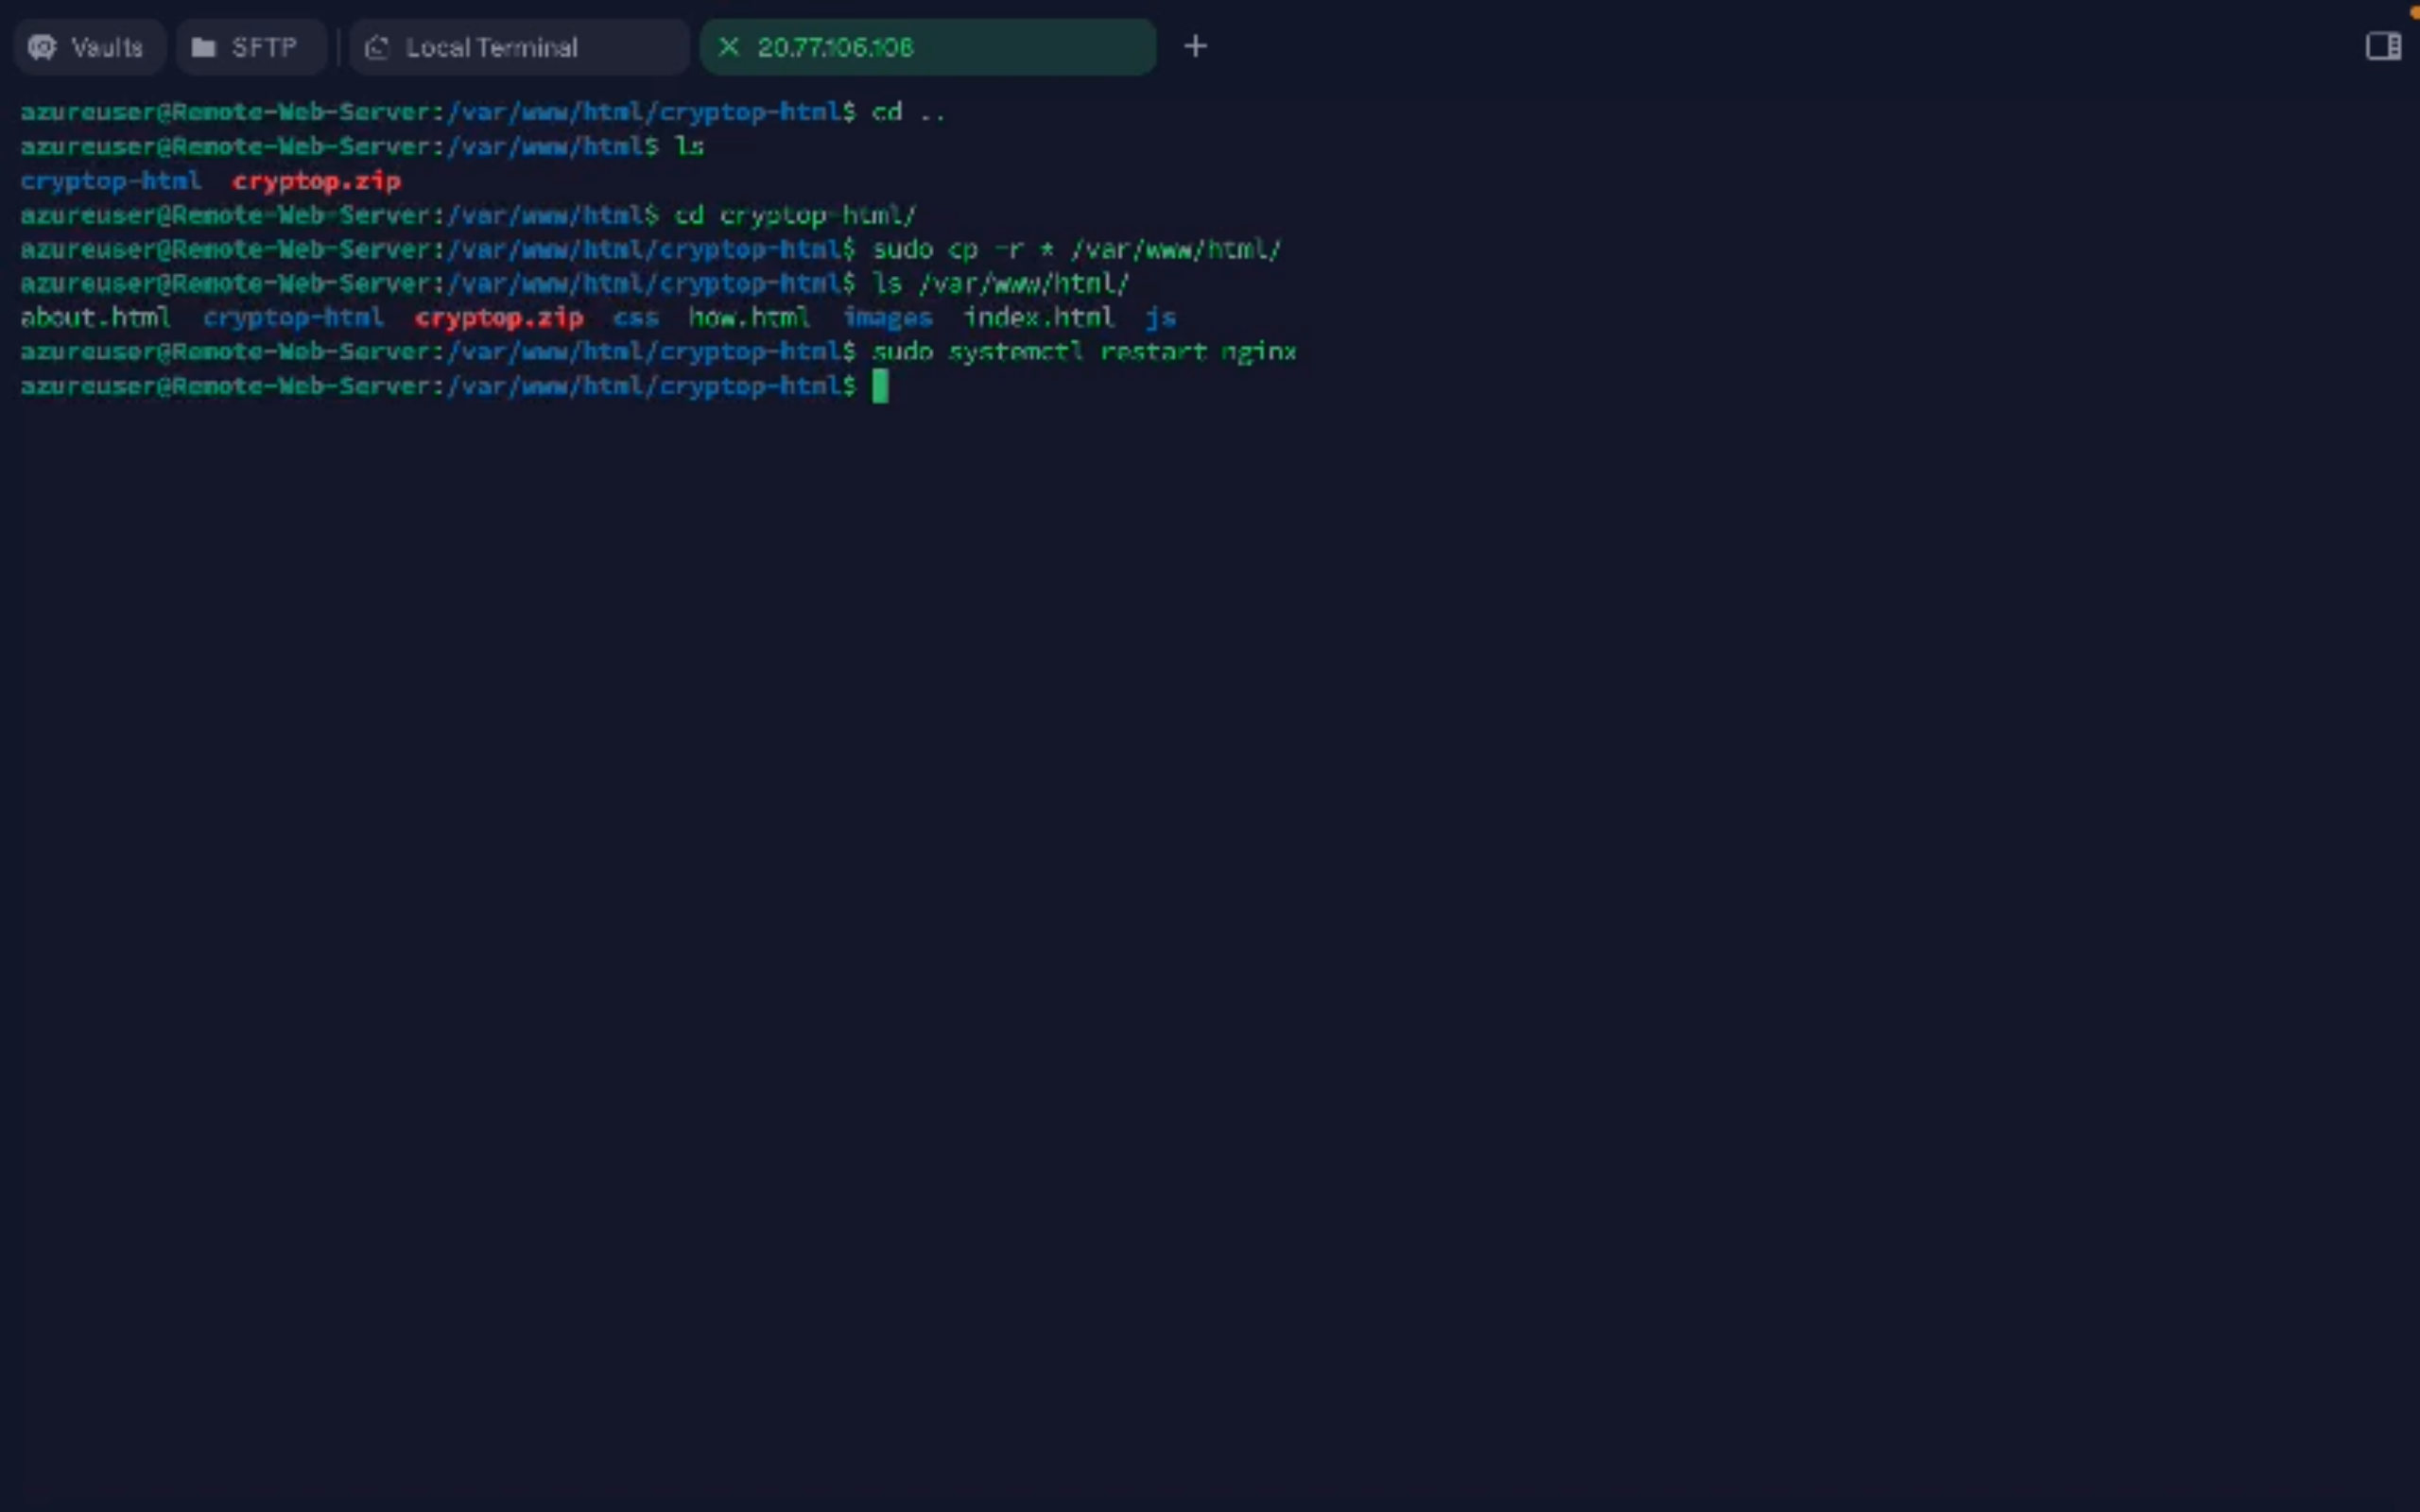 Vaults SFTP Local Terminal 20.77.106.108
azureuser@Remote-Web-Server:/var/www/html/cryptop-html$ cd ..
azureuser@Remote-Web-Server:/var/www/html$ ls
cryptop-html cryptop.zip
azureuser@Remote-Web-Server:/var/www/html$ cd cryptop-html/
azureuser@Remote-Web-Server:/var/www/html/cryptop-html$ sudo cp -r * /var/www/html/
azureuser@Remote-Web-Server:/var/www/html/cryptop-html$ ls /var/www/html/
about.html cryptop-html cryptop.zip css how.html images index.html js
azureuser@Remote-Web-Server:/var/www/html/cryptop-html$ sudo systemctl restart nginx
azureuser@Remote-Web-Server:/var/www/html/cryptop-html$